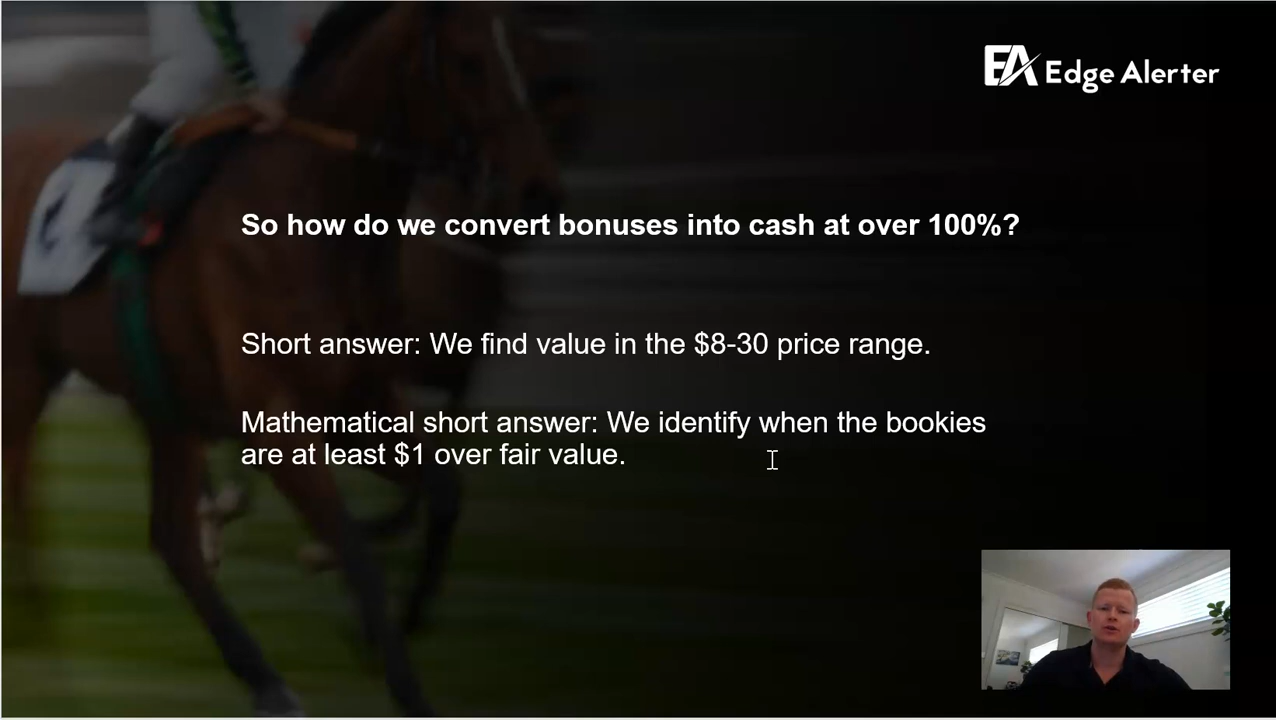 EA Edge Alerter
So how do we convert bonuses into cash at over 100%?
Short answer: We find value in the $8-30 price range.
Mathematical short answer: We identify when the bookies
are at least $1 over fair value.